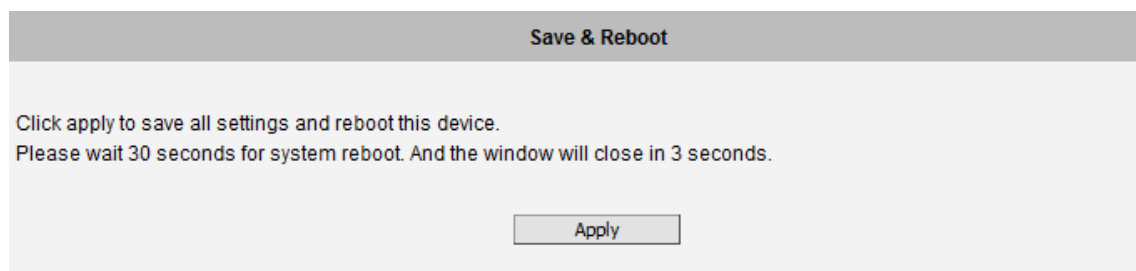 Save & Reboot
Click apply to save all settings and reboot this device.
Please wait 30 seconds for system reboot. And the window will close in 3 seconds.
Apply